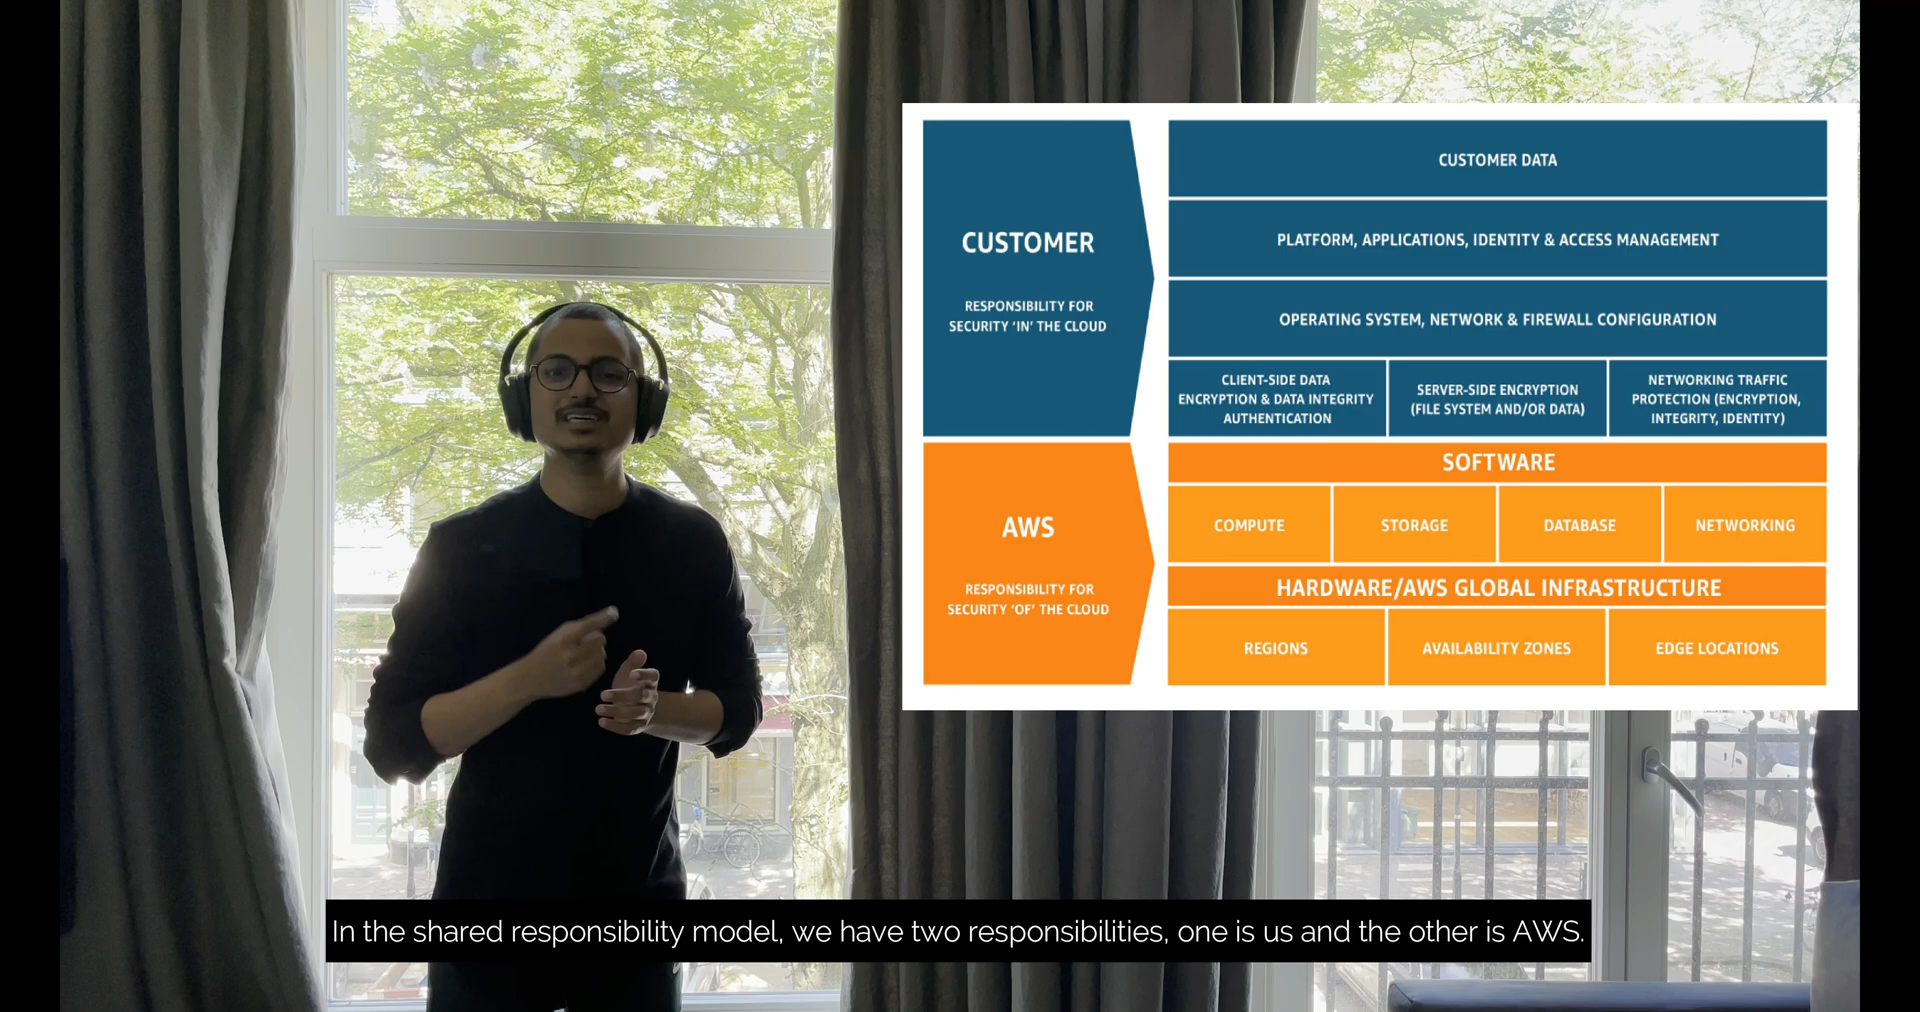 CUSTOMER
RESPONSIBILITY FOR
SECURITY ‘IN’ THE CLOUD
CUSTOMER DATA
PLATFORM, APPLICATIONS, IDENTITY & ACCESS MANAGEMENT
OPERATING SYSTEM, NETWORK & FIREWALL CONFIGURATION
CLIENT-SIDE DATA
ENCRYPTION & DATA INTEGRITY
AUTHENTICATION
SERVER-SIDE ENCRYPTION
(FILE SYSTEM AND/OR DATA)
NETWORKING TRAFFIC
PROTECTION (ENCRYPTION,
INTEGRITY, IDENTITY)
AWS
RESPONSIBILITY FOR
SECURITY ‘OF’ THE CLOUD
SOFTWARE
COMPUTE
STORAGE
DATABASE
NETWORKING
HARDWARE/AWS GLOBAL INFRASTRUCTURE
REGIONS
AVAILABILITY ZONES
EDGE LOCATIONS
In the shared responsibility model, we have two responsibilities, one is us and the other is AWS.